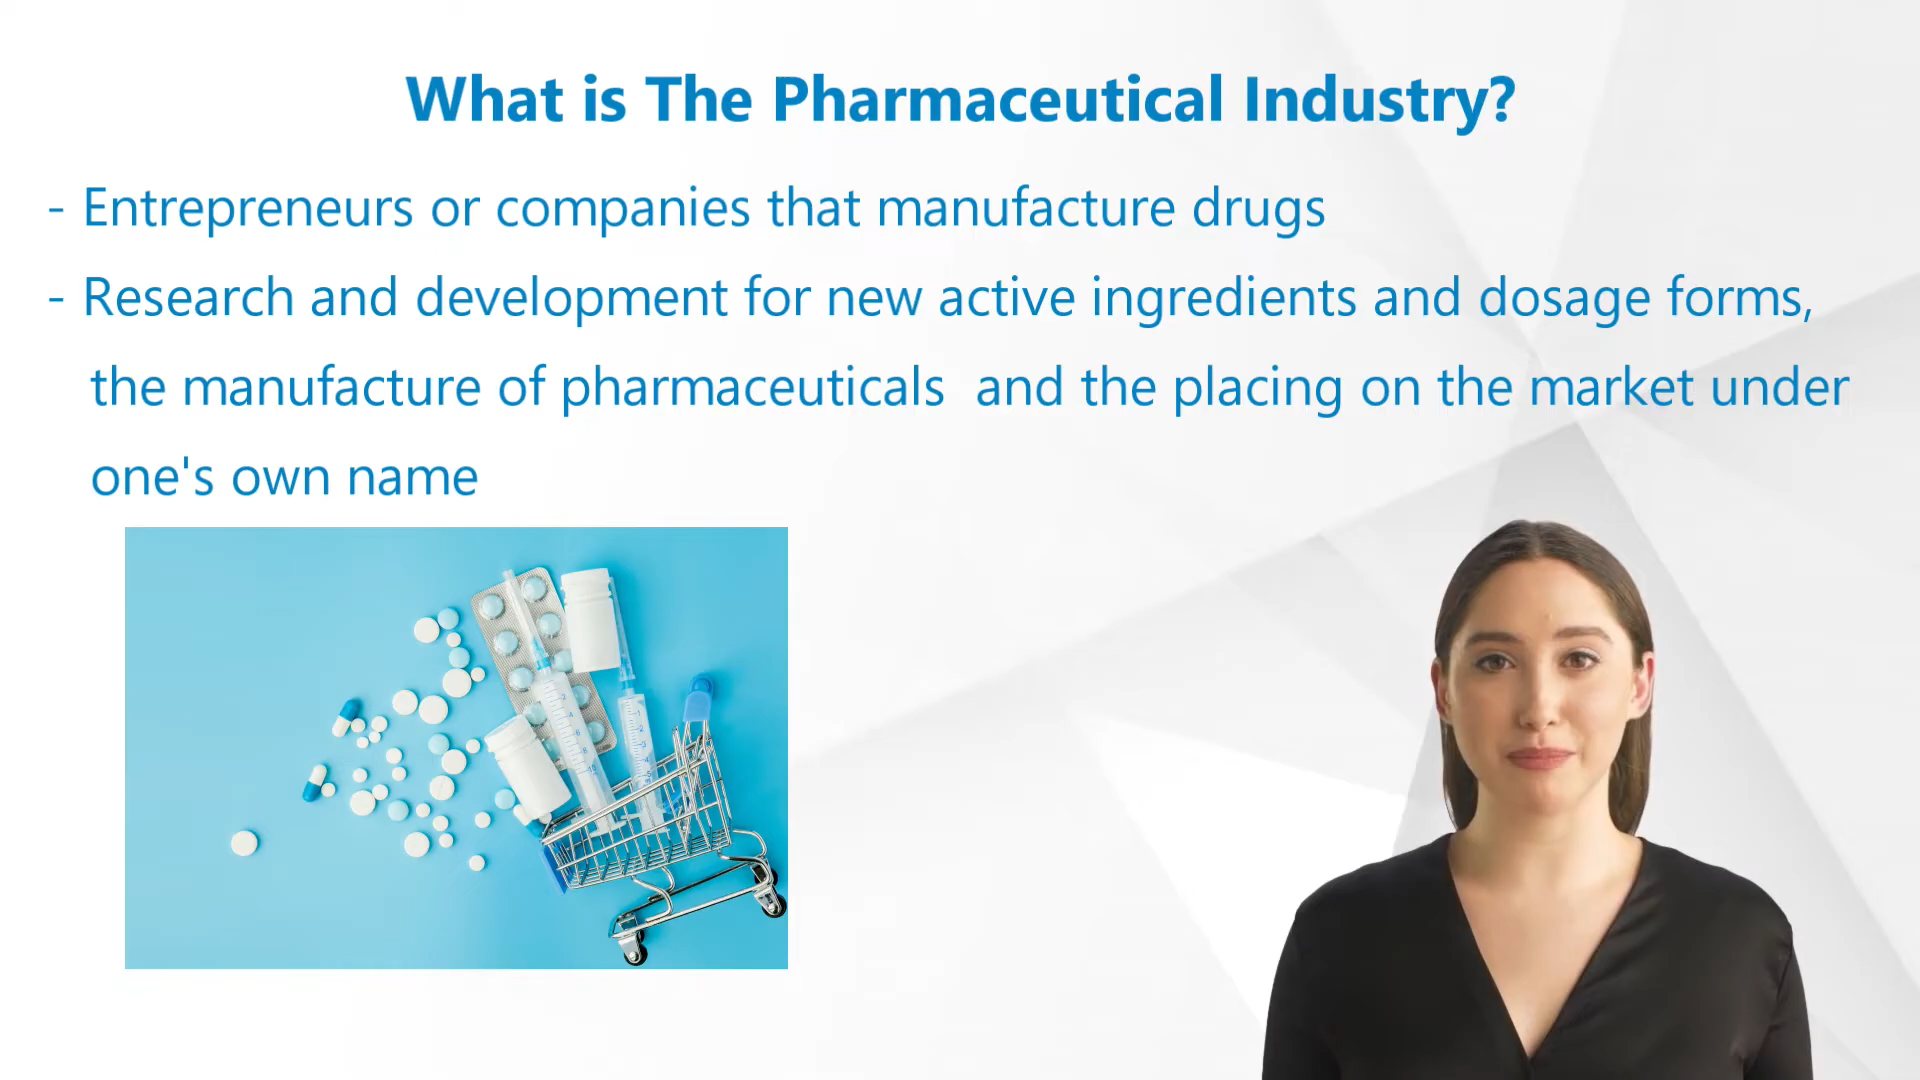 What is The Pharmaceutical Industry?
- Entrepreneurs or companies that manufacture drugs
- Research and development for new active ingredients and dosage forms,
the manufacture of pharmaceuticals  and the placing on the market under
one's own name